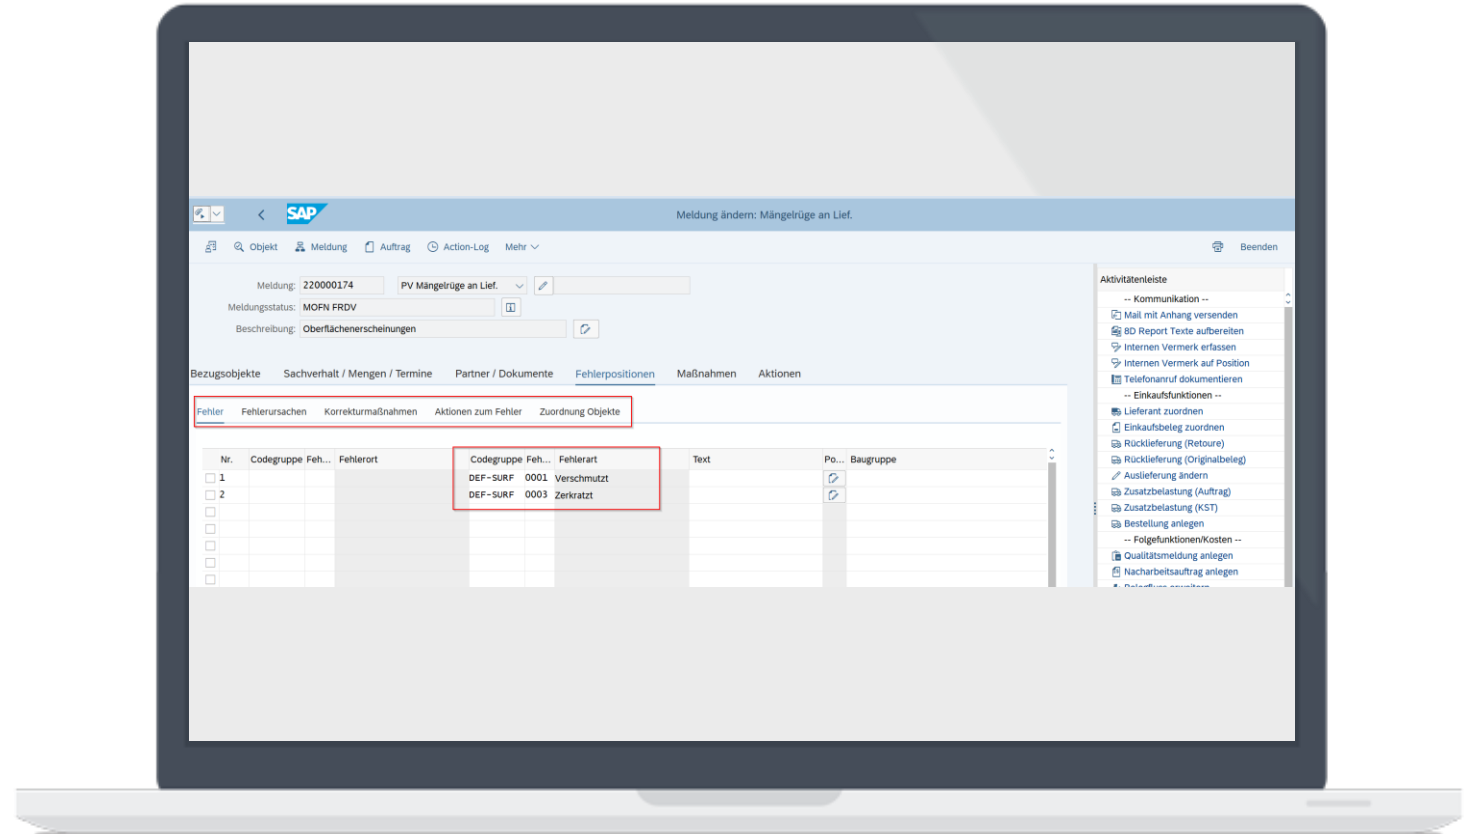 SAP
Meldung ändern: Mängelrüge an Lief.
Objekt Meldung Auftrag Action-Log Mehr
Beenden
Meldung: 220000174 PV Mängelrüge an Lief.
Meldungsstatus: MOFN FRDV
Beschreibung: Oberflächenerscheinungen
Bezugsobjekte Sachverhalt / Mengen / Termine Partner / Dokumente Fehlerpositionen Maßnahmen Aktionen
Fehler Fehlerursachen Korrekturmaßnahmen Aktionen zum Fehler Zuordnung Objekte
Nr. Codegruppe Feh... Fehlerort Codegruppe Feh... Fehlerart Text Po... Baugruppe
1 DEF-SURF 0001 Verschmutzt
2 DEF-SURF 0003 Zerkratzt
Aktivitätenleiste
-- Kommunikation --
Mail mit Anhang versenden
8D Report Texte aufbereiten
Internen Vermerk erfassen
Internen Vermerk auf Position
Telefonanruf dokumentieren
-- Einkaufsfunktionen --
Lieferant zuordnen
Einkaufsbeleg zuordnen
Rücklieferung (Retoure)
Rücklieferung (Originalbeleg)
Auslieferung ändern
Zusatzbelastung (Auftrag)
Zusatzbelastung (KST)
Bestellung anlegen
-- Folgefunktionen/Kosten --
Qualitätsmeldung anlegen
Nacharbeitsauftrag anlegen